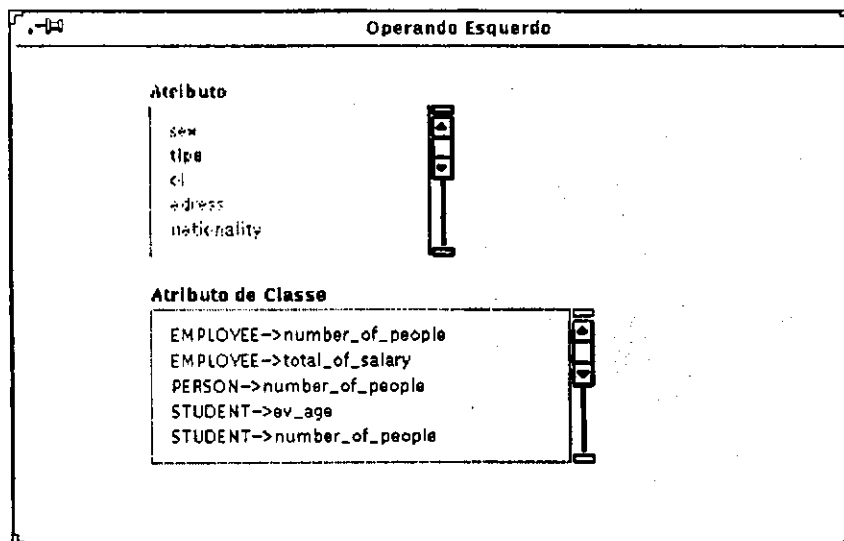 Operando Esquerdo
Atributo
sex
tipe
ci
adress
nationality
Atributo de Classe
EMPLOYEE->number_of_people
EMPLOYEE->total_of_salary
PERSON->number_of_people
STUDENT->ev_age
STUDENT->number_of_people